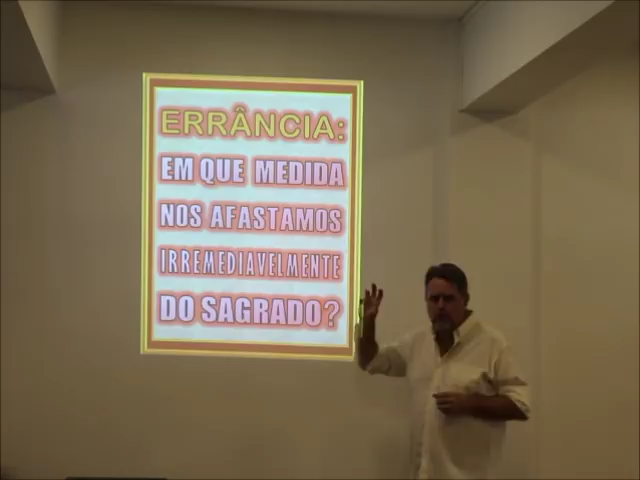 ERRÂNCIA:
EM QUE MEDIDA
NOS AFASTAMOS
IRREMEDIAVELMENTE
DO SAGRADO?